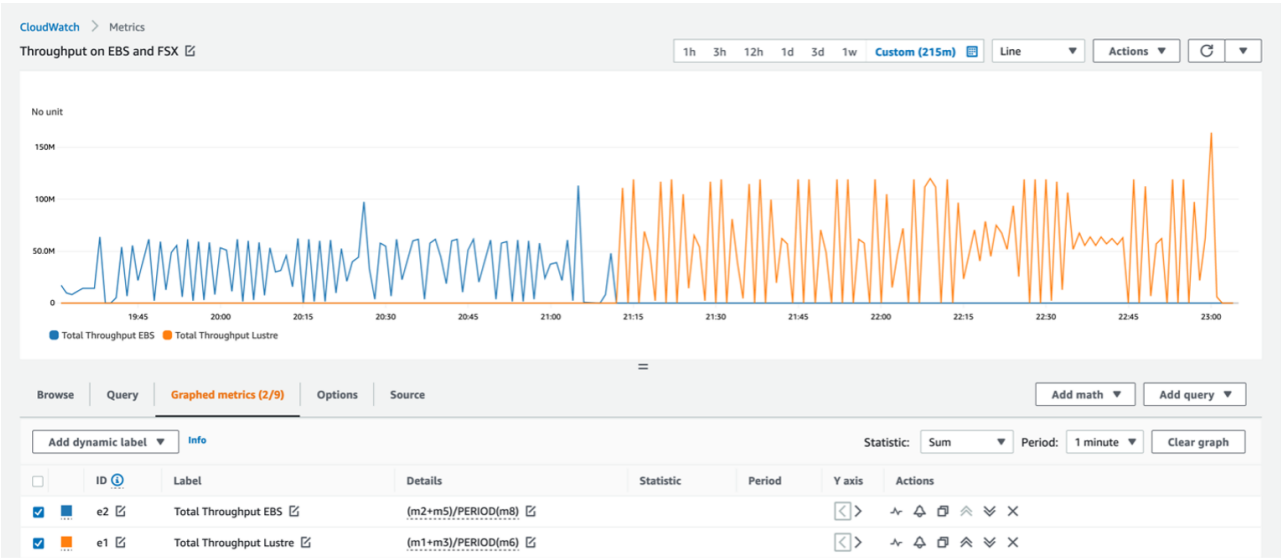 CloudWatch > Metrics
Throughput on EBS and FSX
1h 3h 12h 1d 3d 1w Custom (215m) Line Actions
No unit
150M
100M
50.0M
0
19:45 20:00 20:15 20:30 20:45 21:00 21:15 21:30 21:45 22:00 22:15 22:30 22:45 23:00
Total Throughput EBS Total Throughput Lustre
Browse Query Graphed metrics (2/9) Options Source Add math Add query
Add dynamic label Info Statistic: Sum Period: 1 minute Clear graph
ID Label Details Statistic Period Y axis Actions
e2 Total Throughput EBS (m2+m5)/PERIOD(m8)
e1 Total Throughput Lustre (m1+m3)/PERIOD(m6)